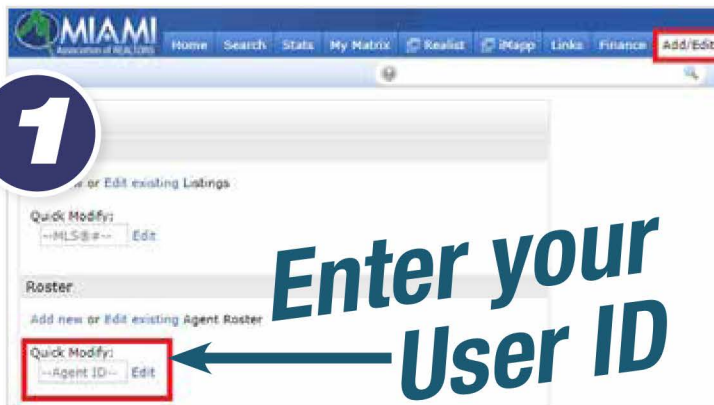 MIAMI
Association of REALTORS
Home Search Stats My Matrix Realist iMapp Links Finance Add/Edit
1
or Edit existing Listings
Quick Modify:
--MLS®#-- Edit
Roster
Add new or Edit existing Agent Roster
Quick Modify:
--Agent ID-- Edit
Enter your
User ID